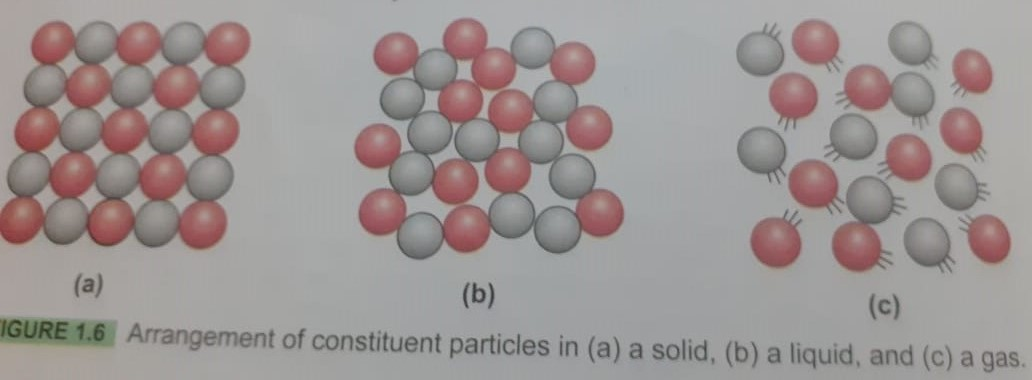 (a)
(b)
(c)
IGURE 1.6 Arrangement of constituent particles in (a) a solid, (b) a liquid, and (c) a gas.